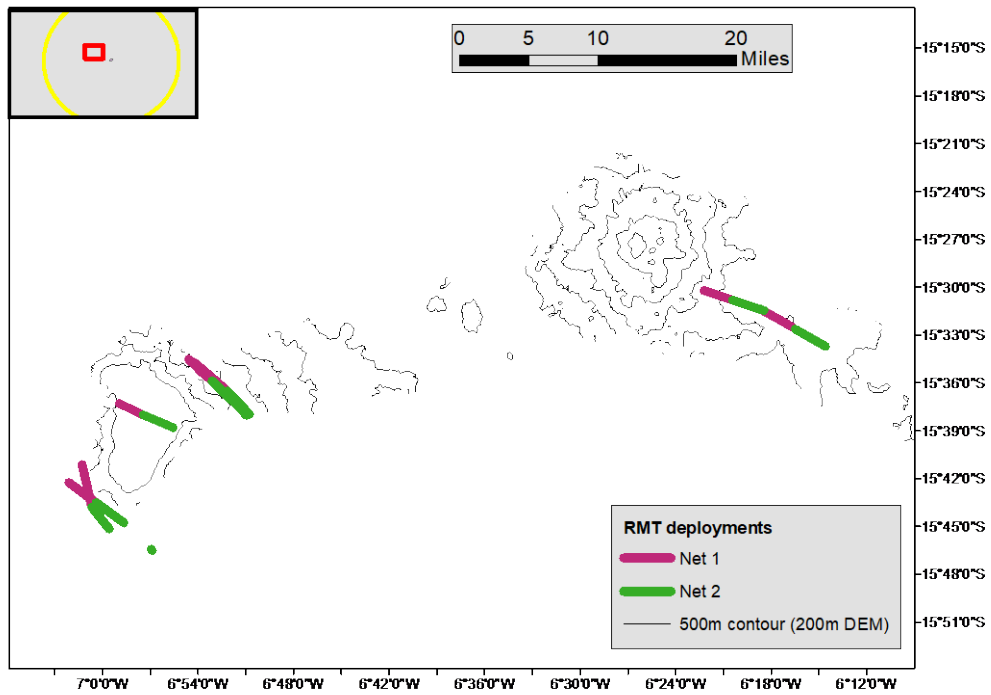 0 5 10 20
Miles
15°15'0"S
15°18'0"S
15°21'0"S
15°24'0"S
15°27'0"S
15°30'0"S
15°33'0"S
15°36'0"S
15°39'0"S
15°42'0"S
15°45'0"S
15°48'0"S
15°51'0"S
RMT deployments
Net 1
Net 2
500m contour (200m DEM)
7°0'0"W 6°54'0"W 6°48'0"W 6°42'0"W 6°36'0"W 6°30'0"W 6°24'0"W 6°18'0"W 6°12'0"W